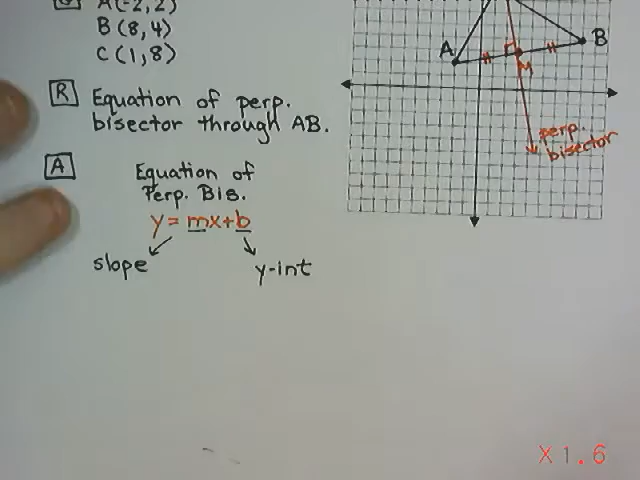 G A(-2,2)
B (8,4)
C (1,8)
A
B
M
perp.
bisector
R Equation of perp.
bisector through AB.
A Equation of
Perp. Bis.
y = mx+b
slope
y-int
X1.6